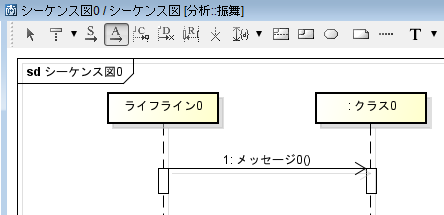 シーケンス図0 / シーケンス図 [分析::振舞]
S A C D R T
sd シーケンス図0
ライフライン0
: クラス0
1: メッセージ0()